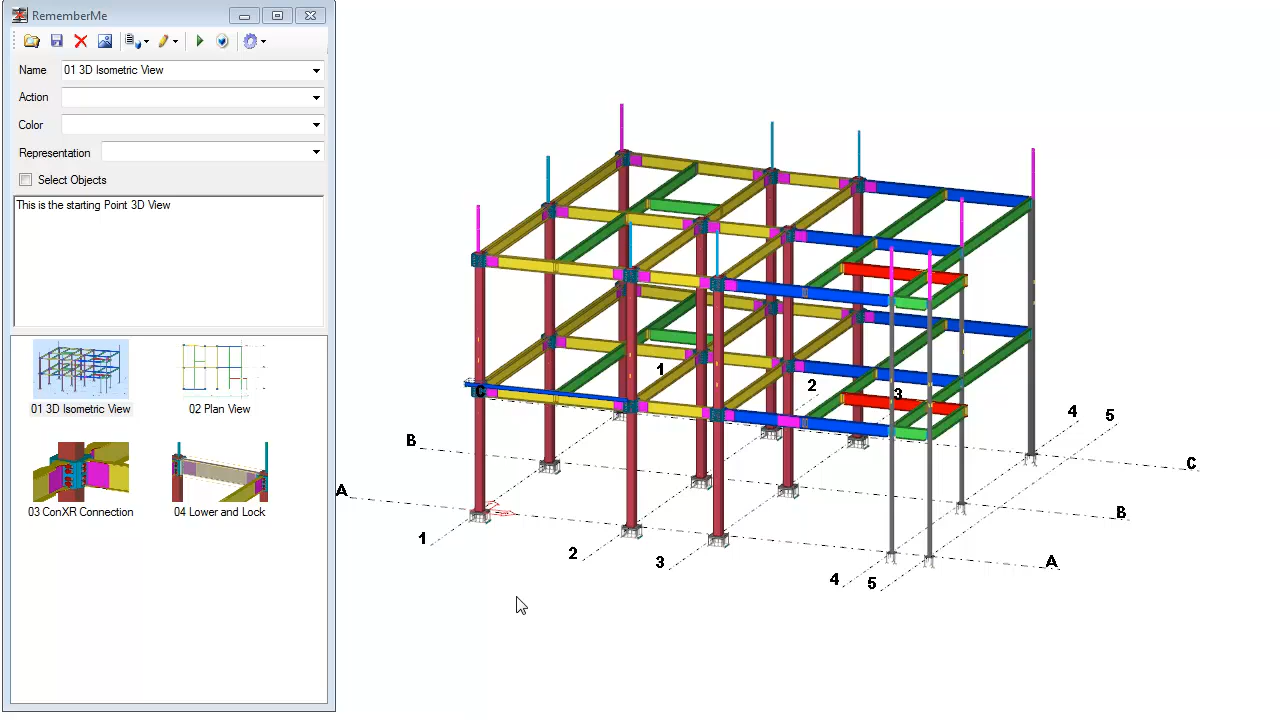 RememberMe
Name 01 3D Isometric View
Action
Color
Representation
Select Objects
This is the starting Point 3D View
01 3D Isometric View
02 Plan View
03 ConXR Connection
04 Lower and Lock
1
2
C
3
4
5
B
C
A
B
1
2
3
A
4
5